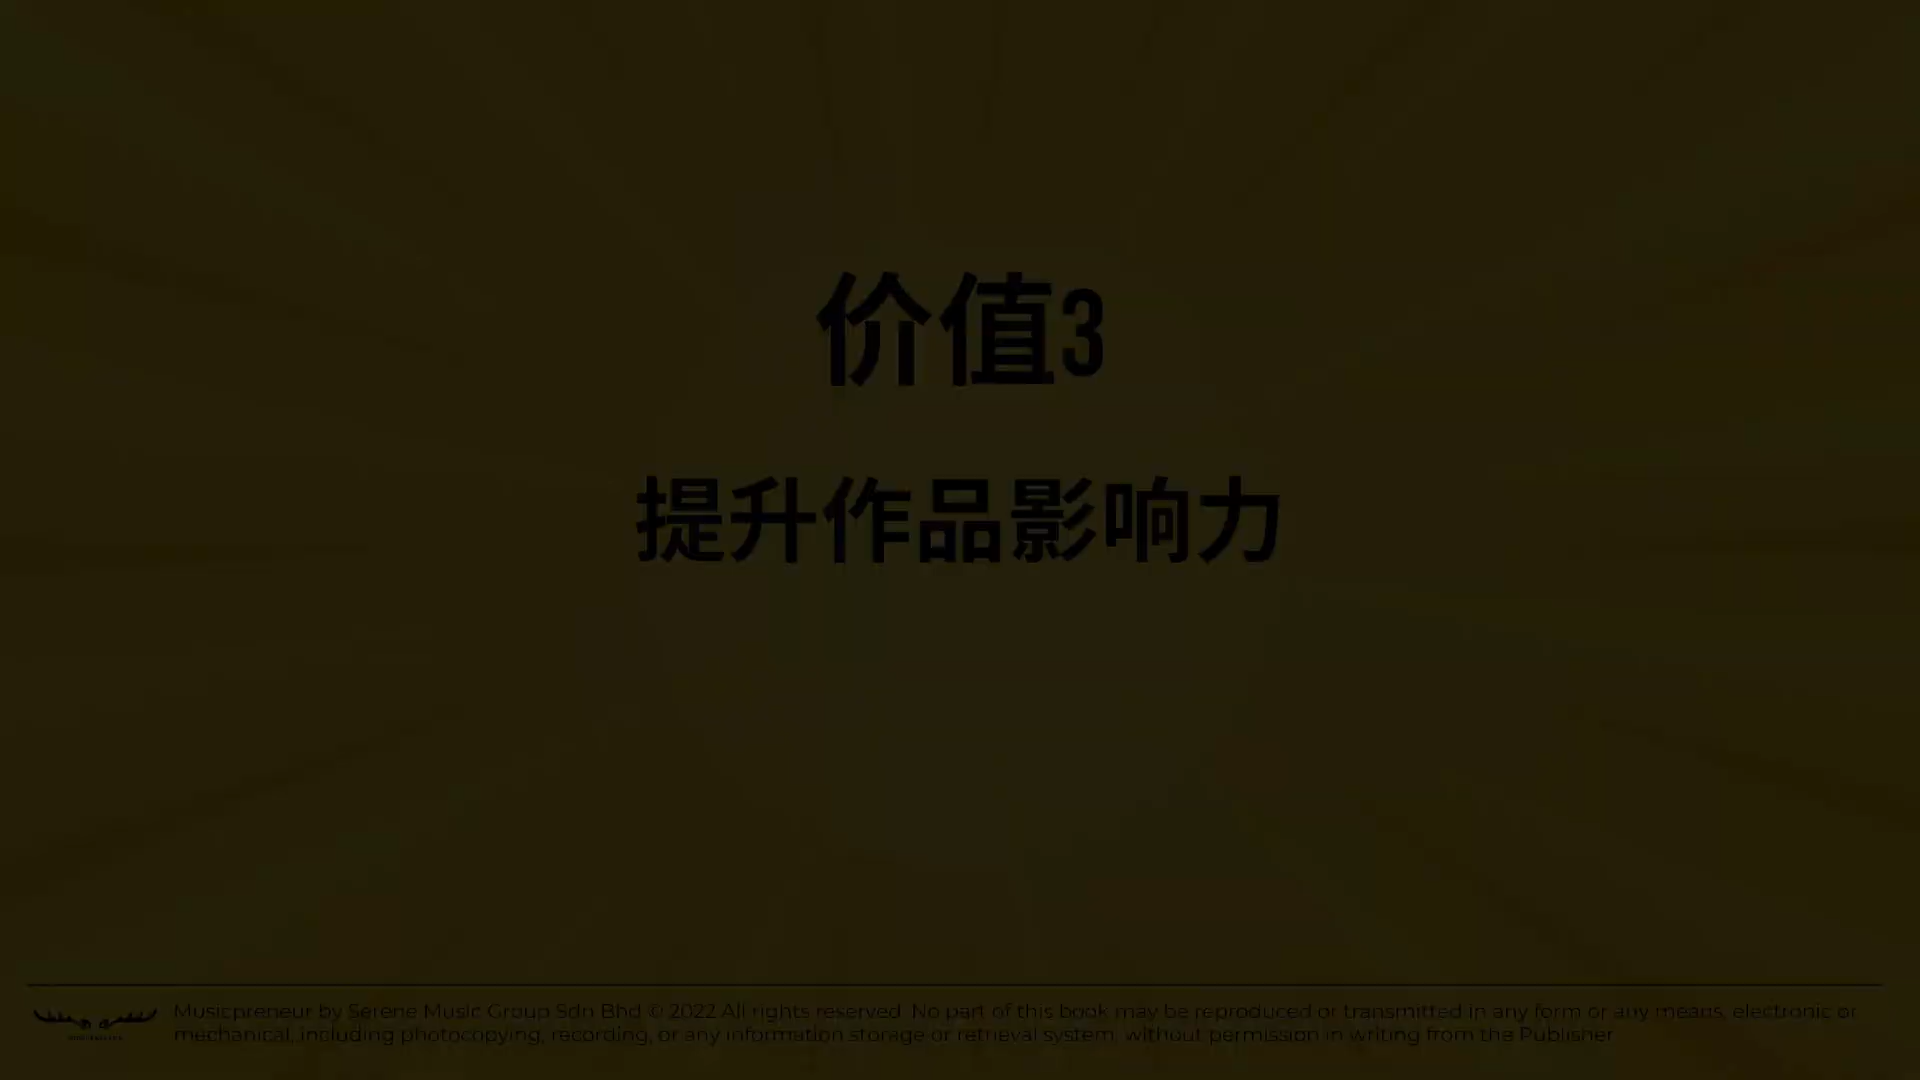 价值3
提升作品影响力
Musicpreneur by Serene Music Group Sdn Bhd © 2022 All rights reserved. No part of this book may be reproduced or transmitted in any form or any means, electronic or
mechanical, including photocopying, recording, or any information storage or retrieval system, without permission in writing from the Publisher